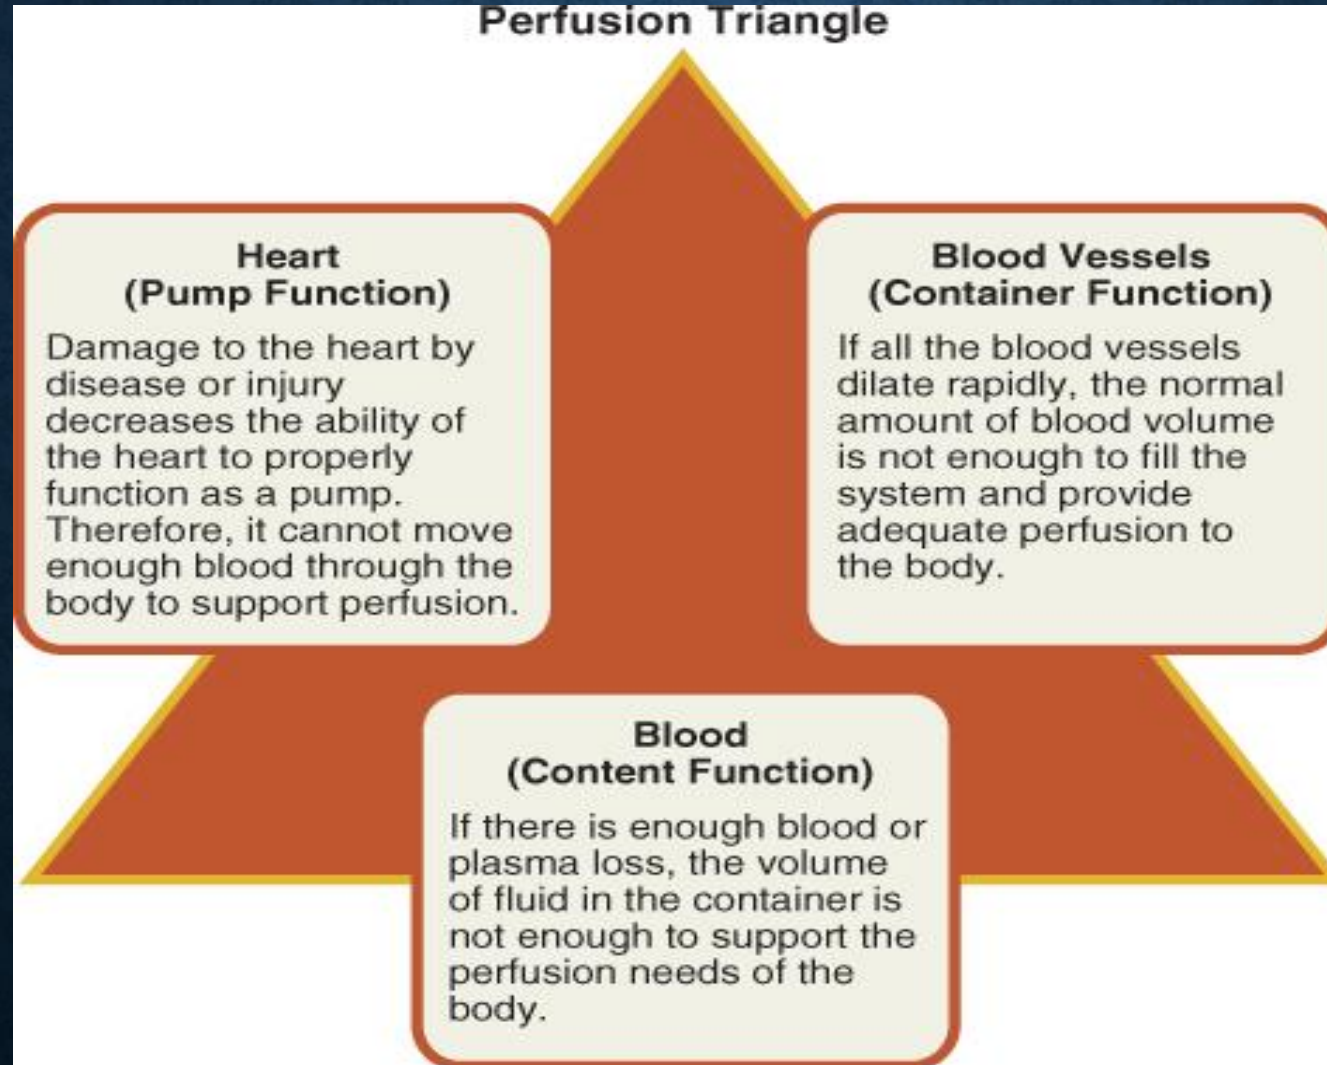 Perfusion Triangle
Heart
(Pump Function)
Damage to the heart by
disease or injury
decreases the ability of
the heart to properly
function as a pump.
Therefore, it cannot move
enough blood through the
body to support perfusion.
Blood Vessels
(Container Function)
If all the blood vessels
dilate rapidly, the normal
amount of blood volume
is not enough to fill the
system and provide
adequate perfusion to
the body.
Blood
(Content Function)
If there is enough blood or
plasma loss, the volume
of fluid in the container is
not enough to support the
perfusion needs of the
body.